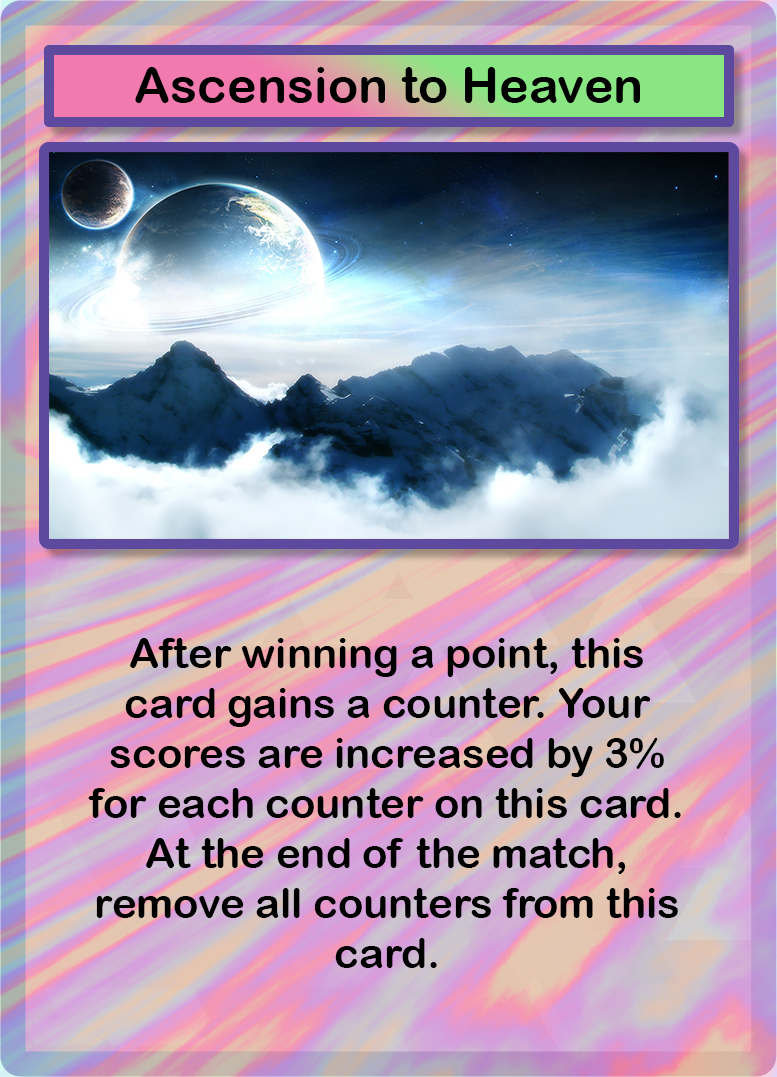 Ascension to Heaven
After winning a point, this
card gains a counter. Your
scores are increased by 3%
for each counter on this card.
At the end of the match,
remove all counters from this
card.